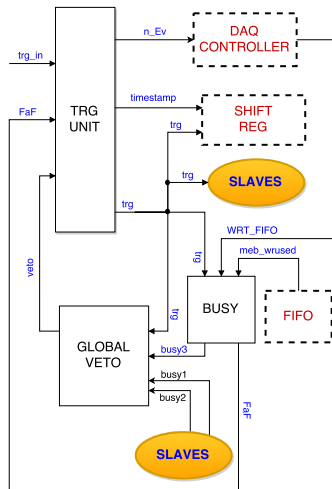 n_Ev
DAQ
CONTROLLER
trg_in
TRG
UNIT
timestamp
SHIFT
REG
FaF
trg
trg
SLAVES
trg
WRT_FIFO
meb_wrused
trg
veto
trg
BUSY
FIFO
GLOBAL
VETO
busy3
busy1
busy2
FaF
SLAVES